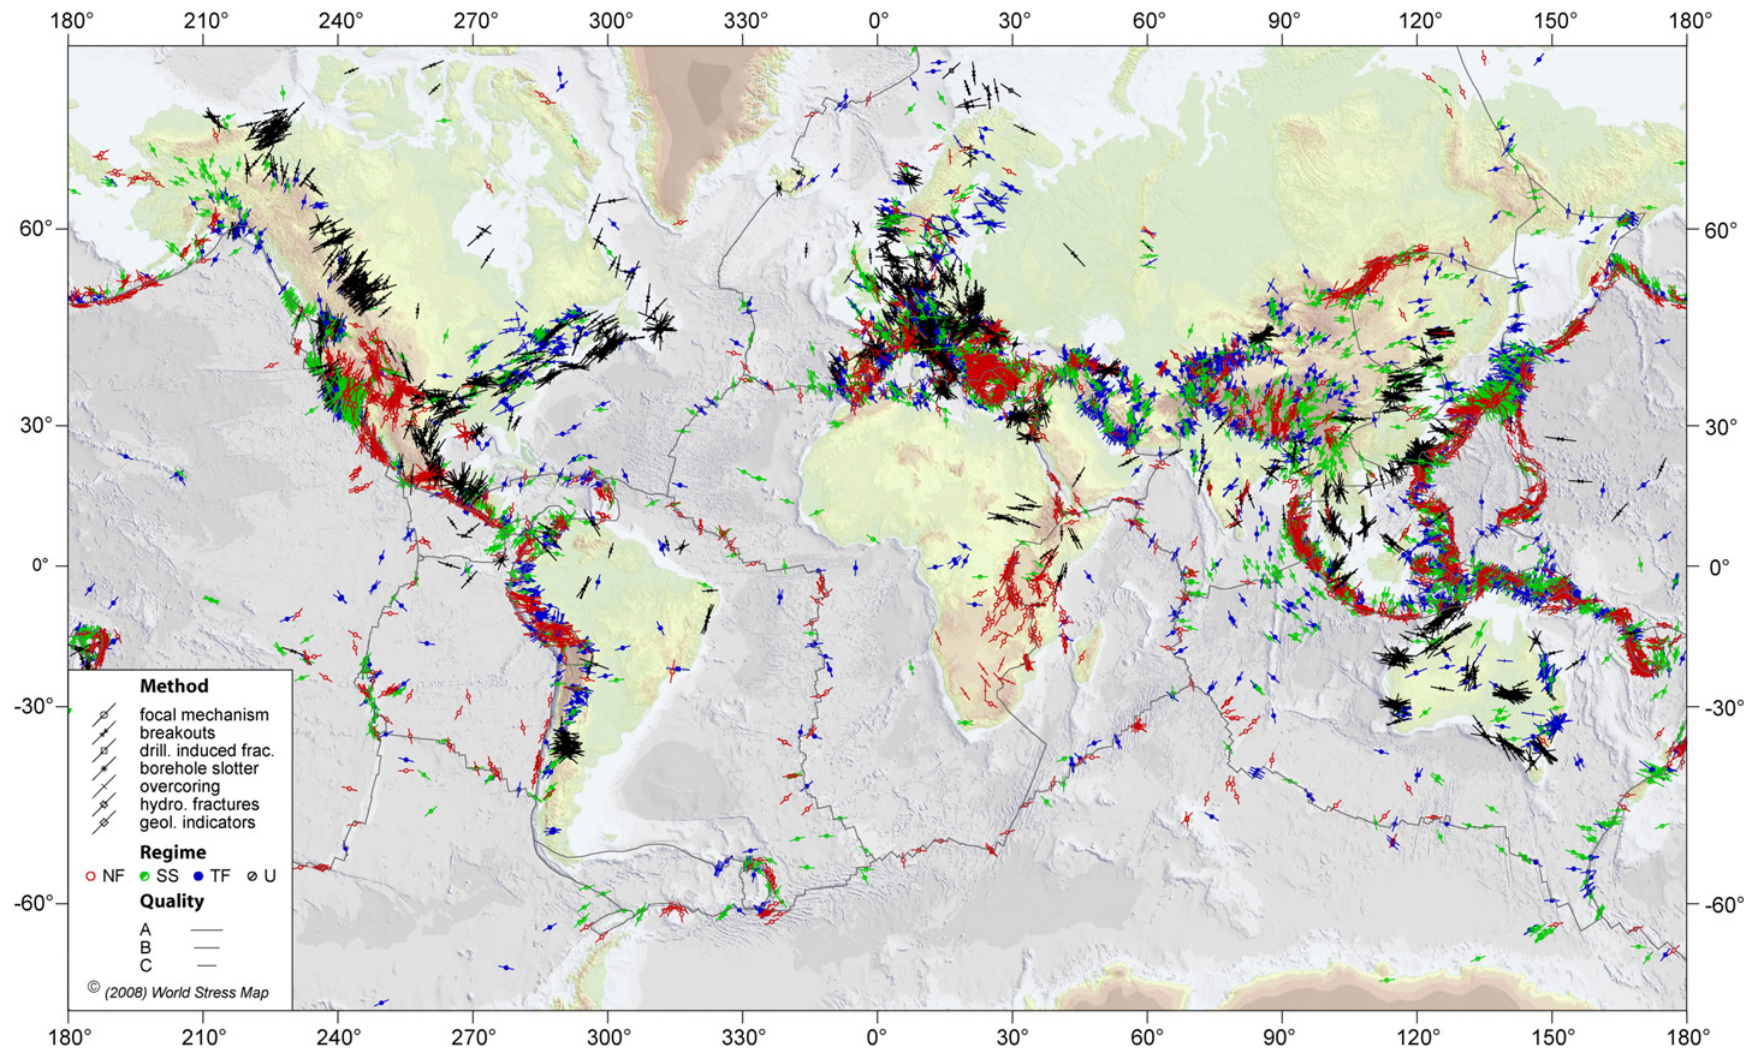 180° 210° 240° 270° 300° 330° 0° 30° 60° 90° 120° 150° 180°
60° 60°
30° 30°
0° 0°
-30° -30°
-60° -60°
Method
focal mechanism
breakouts
drill. induced frac.
borehole slotter
overcoring
hydro. fractures
geol. indicators
Regime
NF SS TF U
Quality
A
B
C
© (2008) World Stress Map
180° 210° 240° 270° 300° 330° 0° 30° 60° 90° 120° 150° 180°